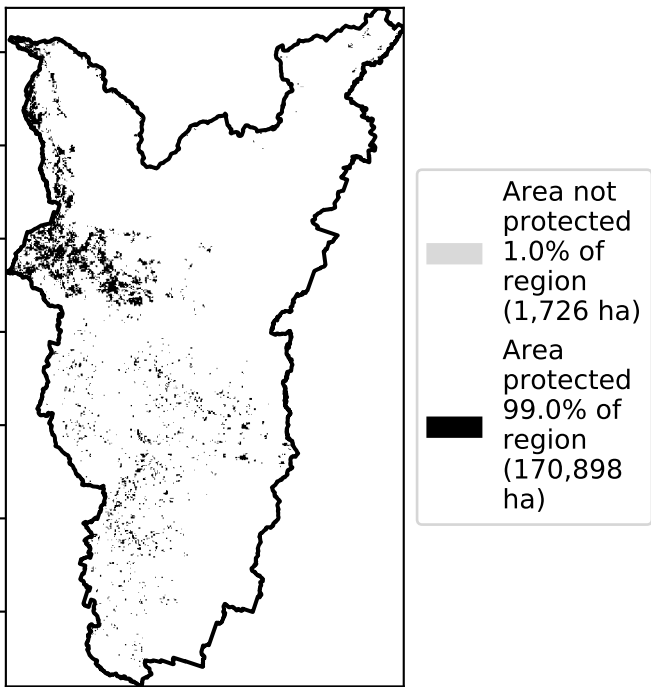 Area not
protected
1.0% of
region
(1,726 ha)
Area
protected
99.0% of
region
(170,898
ha)